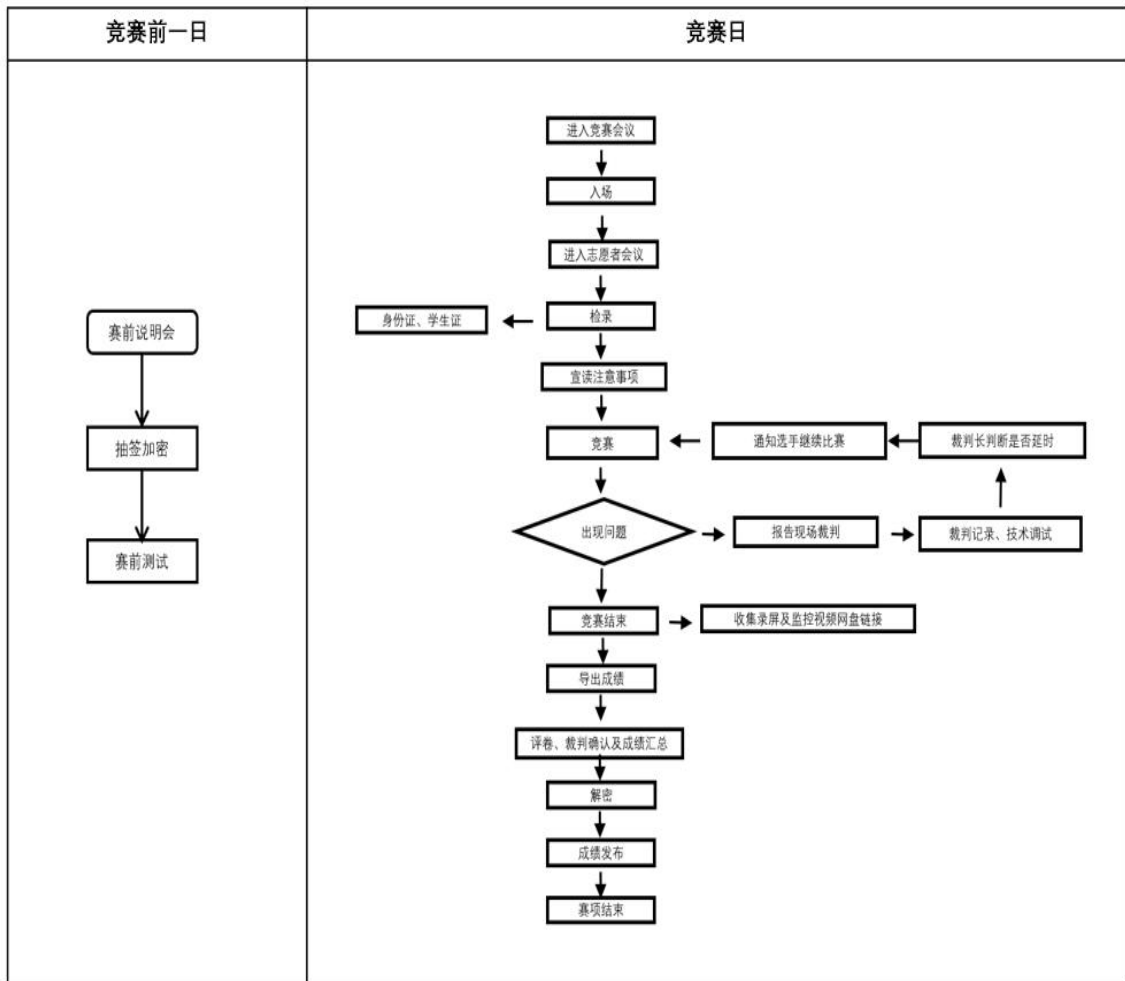 竞赛前一日
竞赛日
赛前说明会
抽签加密
赛前测试
进入竞赛会议
入场
进入志愿者会议
检录
身份证、学生证
宣读注意事项
竞赛
通知选手继续比赛
裁判长判断是否延时
出现问题
报告现场裁判
裁判记录、技术调试
竞赛结束
收集录屏及监控视频网盘链接
导出成绩
评卷、裁判确认及成绩汇总
解密
成绩发布
赛项结束